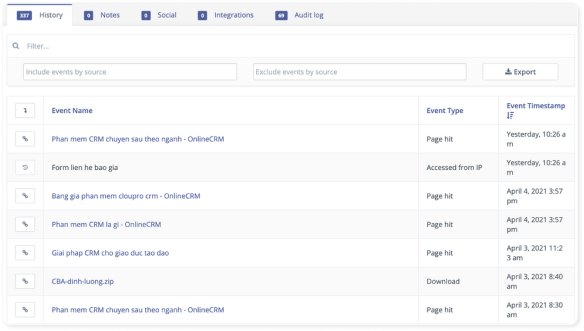 337 History 0 Notes 0 Social 0 Integrations 69 Audit log
Filter...
Include events by source Exclude events by source Export
Event Name Event Type Event Timestamp
Phan mem CRM chuyen sau theo nganh - OnlineCRM Page hit Yesterday, 10:26 a
m
Form lien he bao gia Accessed from IP Yesterday, 10:26 a
m
Bang gia phan mem cloupro crm - OnlineCRM Page hit April 4, 2021 3:57
pm
Phan mem CRM la gi - OnlineCRM Page hit April 4, 2021 3:57
pm
Giai phap CRM cho giao duc tao dao Page hit April 3, 2021 11:2
3 am
CBA-dinh-luong.zip Download April 3, 2021 8:40
am
Phan mem CRM chuyen sau theo nganh - OnlineCRM Page hit April 3, 2021 8:30
am